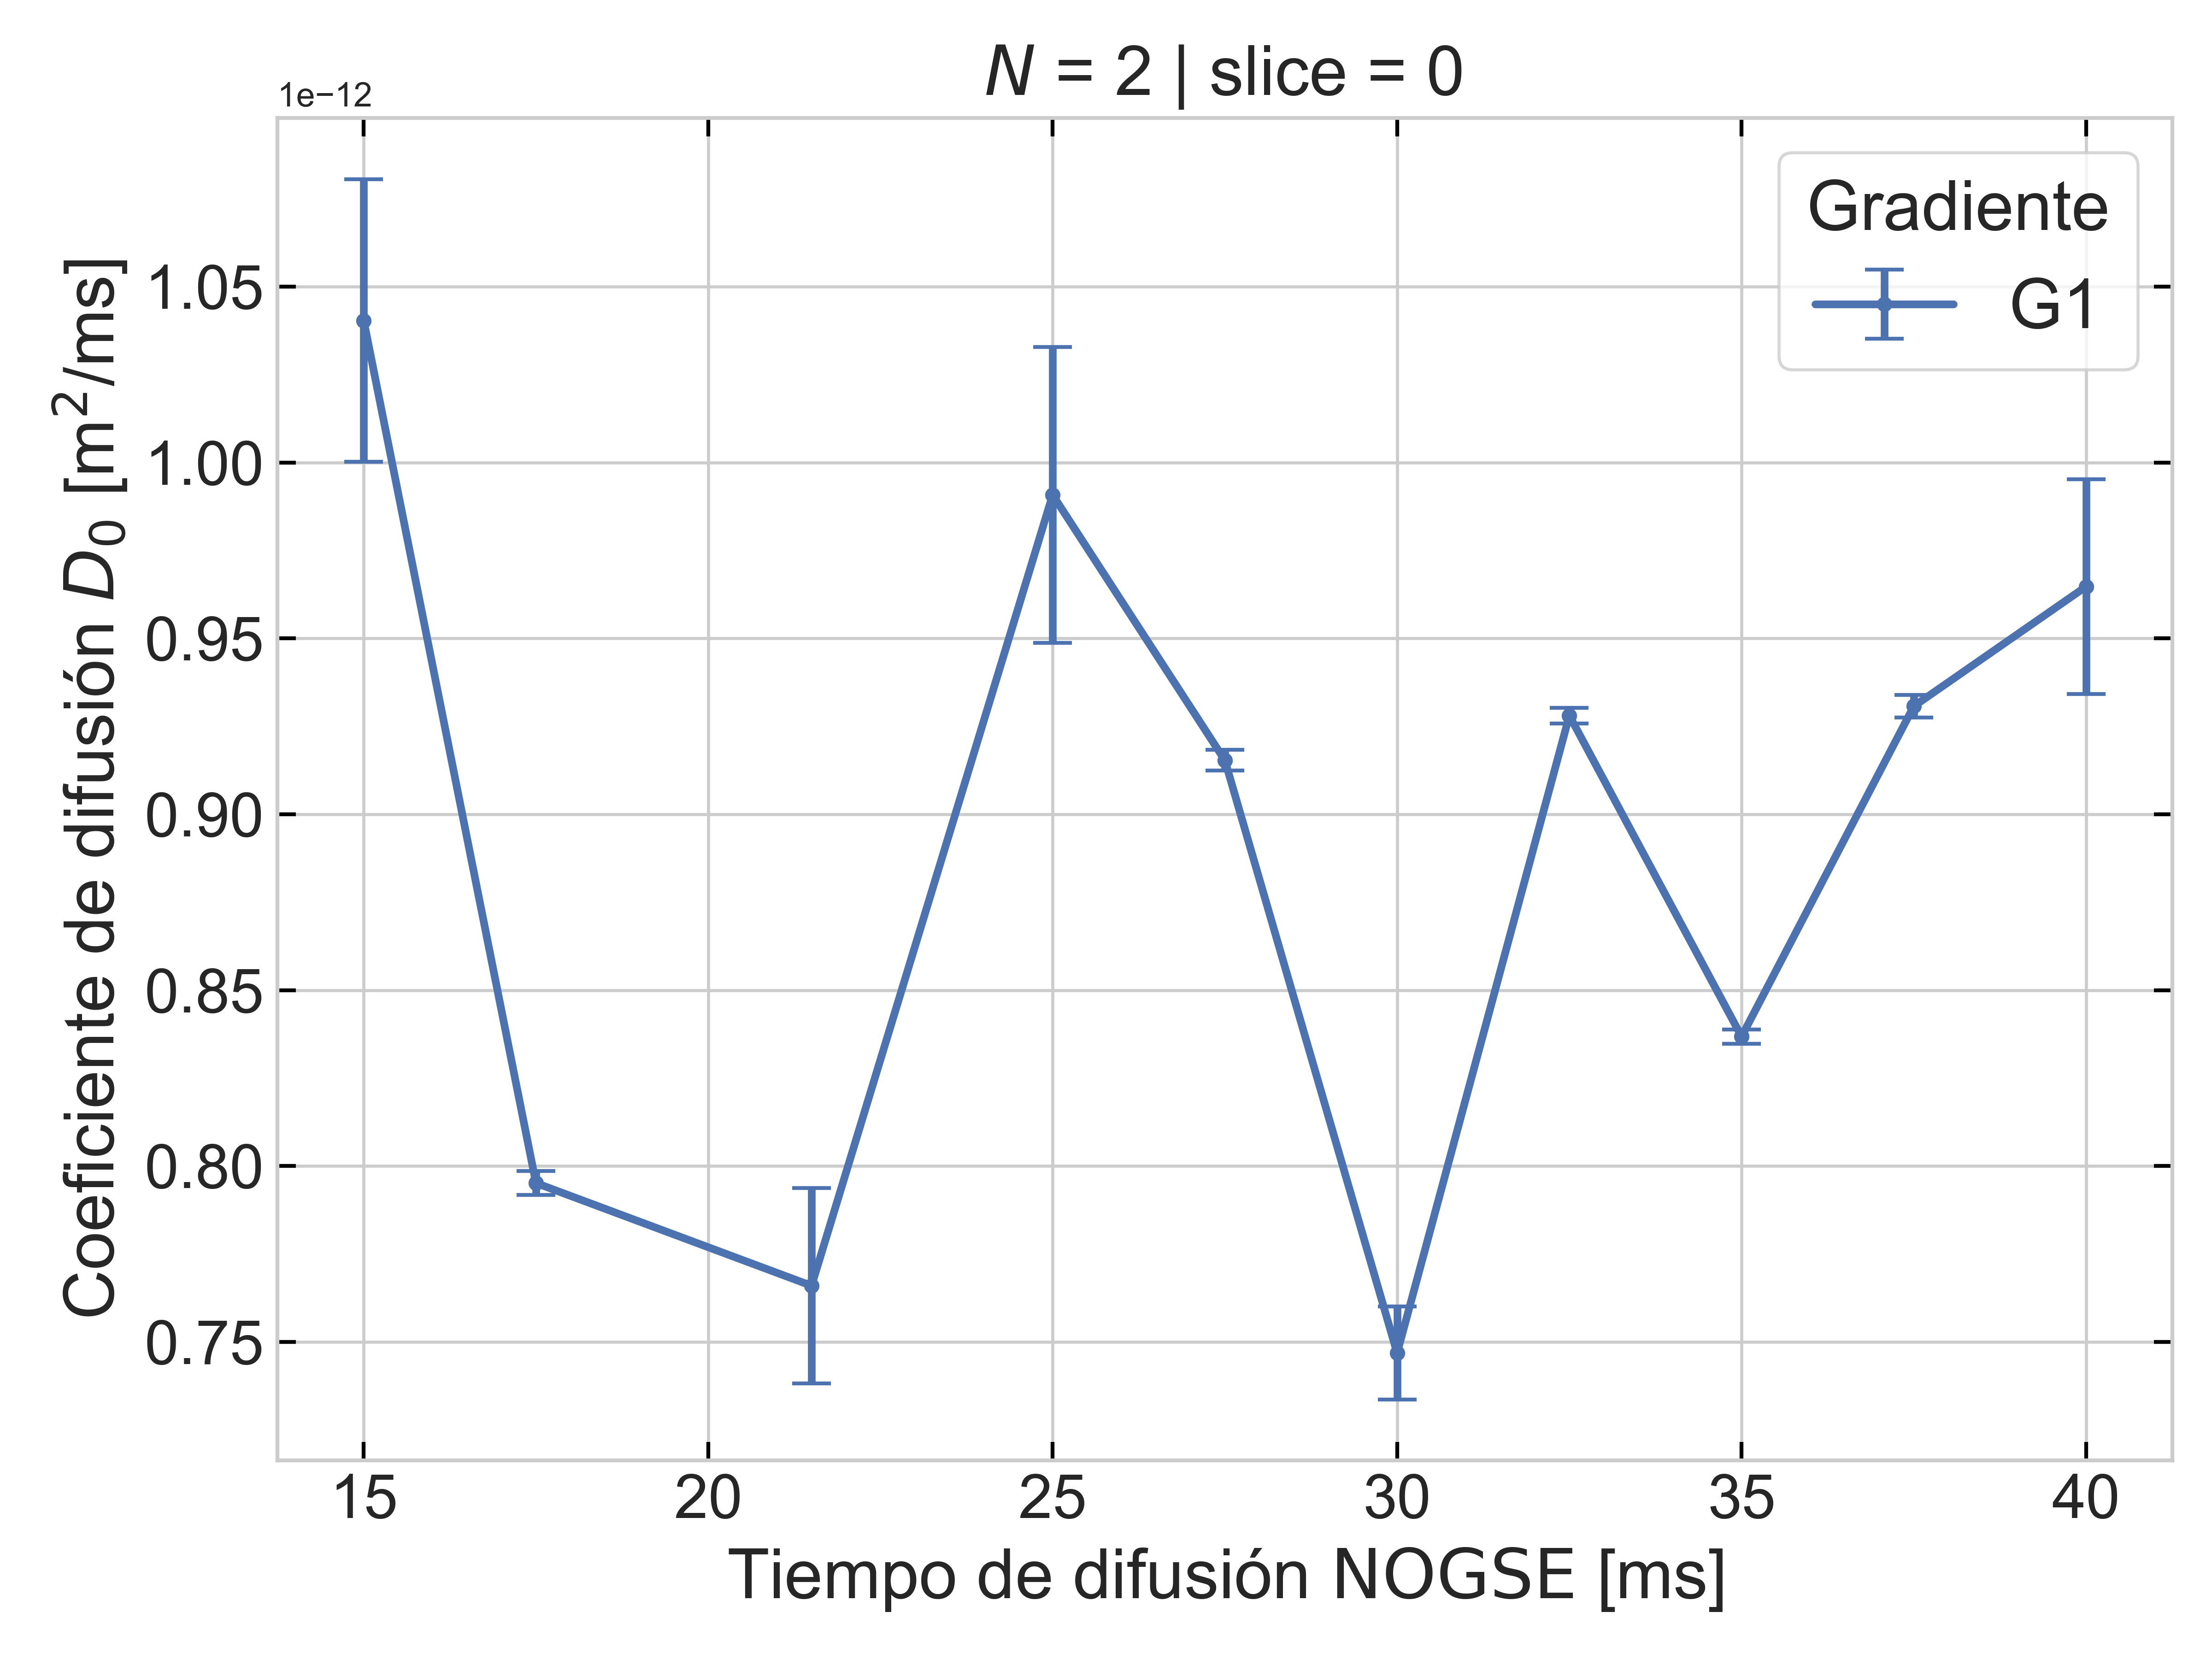 N = 2 | slice = 0
1e−12
Coeficiente de difusión D₀ [m²/ms]
1.05
1.00
0.95
0.90
0.85
0.80
0.75
Gradiente
G1
15 20 25 30 35 40
Tiempo de difusión NOGSE [ms]